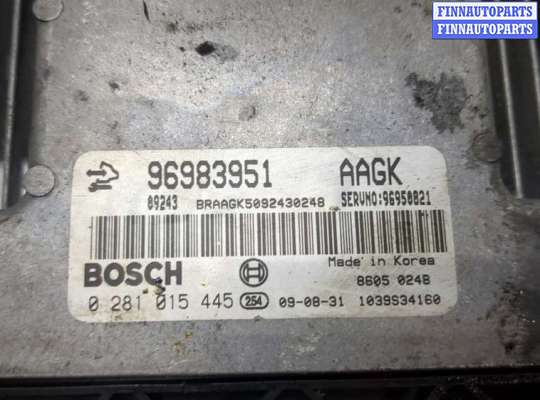 FINNAUTOPARTS
FINNAUTOPARTS
96983951 AAGK
09243 BRAAGK5092430248 SERVNO:96950821
Made in Korea
BOSCH
8605 024B
0 281 015 445 254 09-08-31 1039S34160